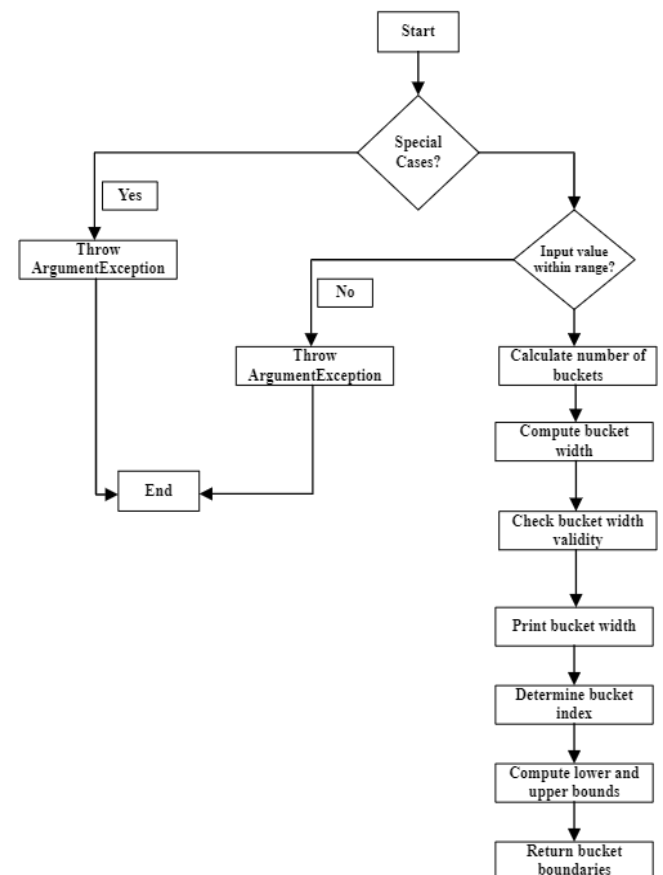 Start
Special
Cases?
Yes
Throw
ArgumentException
Input value
within range?
No
Throw
ArgumentException
Calculate number of
buckets
Compute bucket
width
End
Check bucket width
validity
Print bucket width
Determine bucket
index
Compute lower and
upper bounds
Return bucket
boundaries